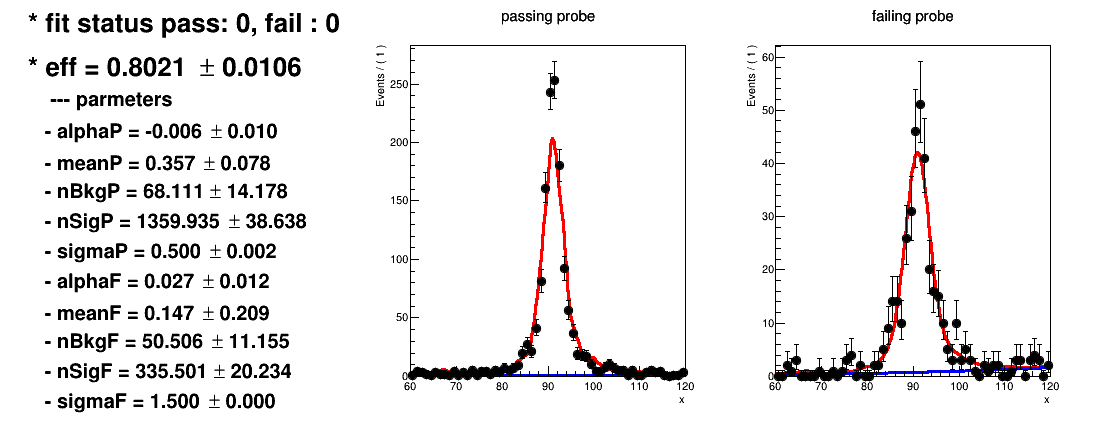 * fit status pass: 0, fail : 0
* eff = 0.8021 ± 0.0106
--- parmeters
- alphaP = -0.006 ± 0.010
- meanP = 0.357 ± 0.078
- nBkgP = 68.111 ± 14.178
- nSigP = 1359.935 ± 38.638
- sigmaP = 0.500 ± 0.002
- alphaF = 0.027 ± 0.012
- meanF = 0.147 ± 0.209
- nBkgF = 50.506 ± 11.155
- nSigF = 335.501 ± 20.234
- sigmaF = 1.500 ± 0.000
passing probe
Events / ( 1 )
250
200
150
100
50
0
60 70 80 90 100 110 120
x
failing probe
Events / ( 1 )
60
50
40
30
20
10
0
60 70 80 90 100 110 120
x